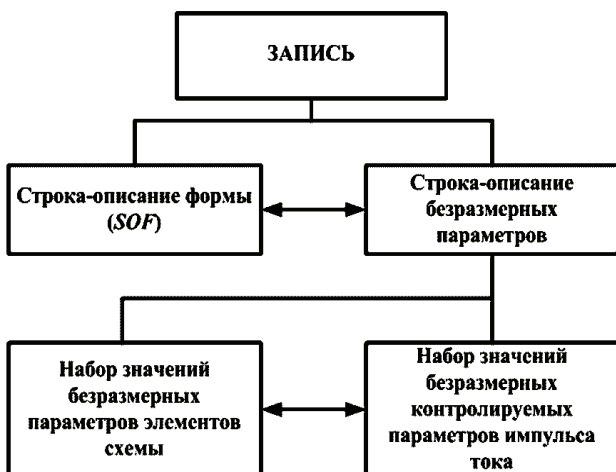 ЗАПИСЬ
Строка-описание формы
(SOF)
Строка-описание
безразмерных
параметров
Набор значений
безразмерных
параметров элементов
схемы
Набор значений
безразмерных
контролируемых
параметров импульса
тока